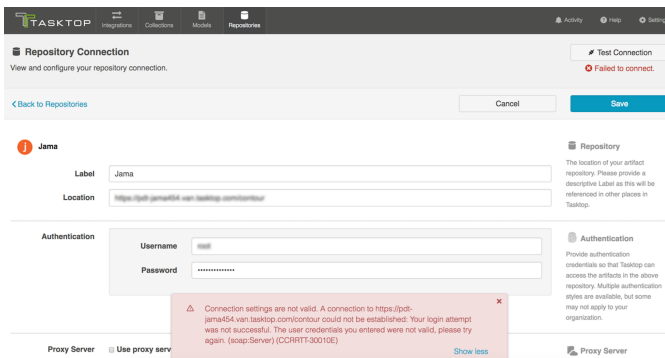 TASKTOP
Integrations
Collections
Models
Repositories
Activity
Help
Setting
Repository Connection
View and configure your repository connection.
Test Connection
Failed to connect.
Back to Repositories
Cancel
Save
j Jama
Label
Jama
Location
https://pdt-jama454.van.tasktop.com/contour
Repository
The location of your artifact
repository. Please provide a
descriptive Label as this will be
referenced in other places in
Tasktop.
Authentication
Username
root
Password
••••••••••••••
Authentication
Provide authentication
credentials so that Tasktop can
access the artifacts in the above
repository. Multiple authentication
styles are available, but some
may not apply to your
organization.
Connection settings are not valid. A connection to https://pdt-
jama454.van.tasktop.com/contour could not be established: Your login attempt
was not successful. The user credentials you entered were not valid, please try
again. (soap:Server) (CCRRTT-30010E)
Show less
Proxy Server
Use proxy serv
Proxy Server